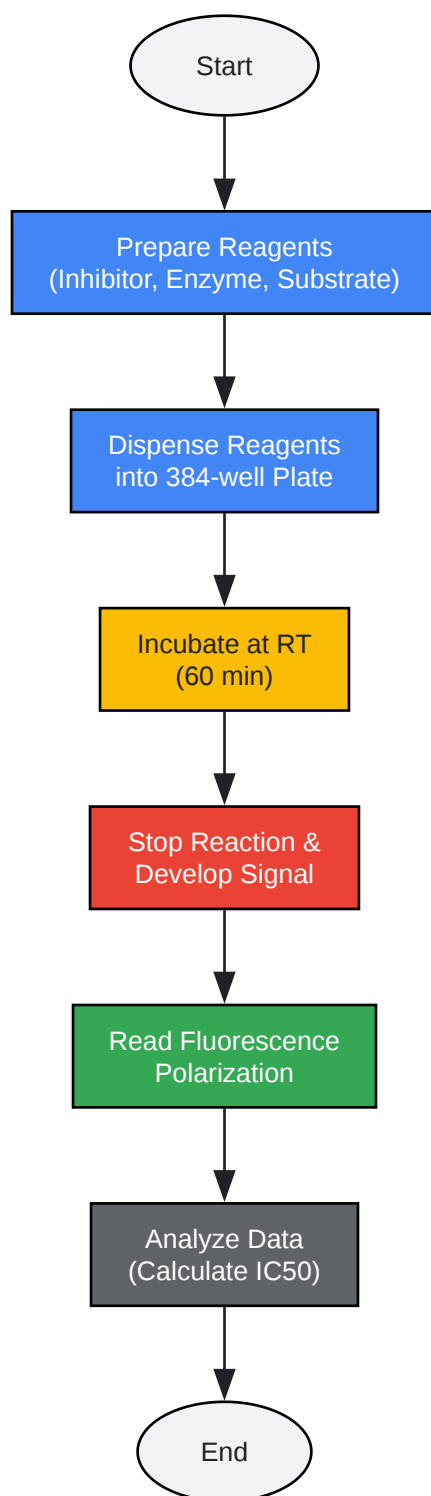 Start
Prepare Reagents
(Inhibitor, Enzyme, Substrate)
Dispense Reagents
into 384-well Plate
Incubate at RT
(60 min)
Stop Reaction &
Develop Signal
Read Fluorescence
Polarization
Analyze Data
(Calculate IC50)
End